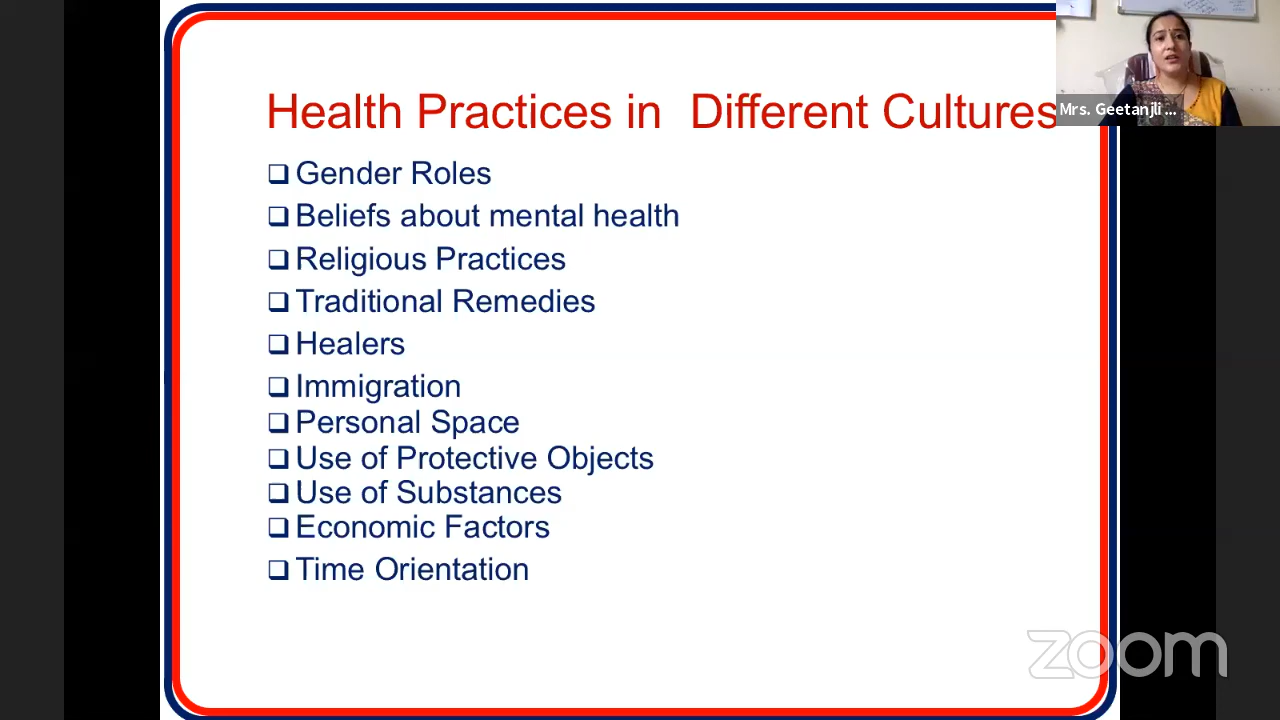 Health Practices in Different Cultures
Mrs. Geetanjli ...
Gender Roles
Beliefs about mental health
Religious Practices
Traditional Remedies
Healers
Immigration
Personal Space
Use of Protective Objects
Use of Substances
Economic Factors
Time Orientation
zoom